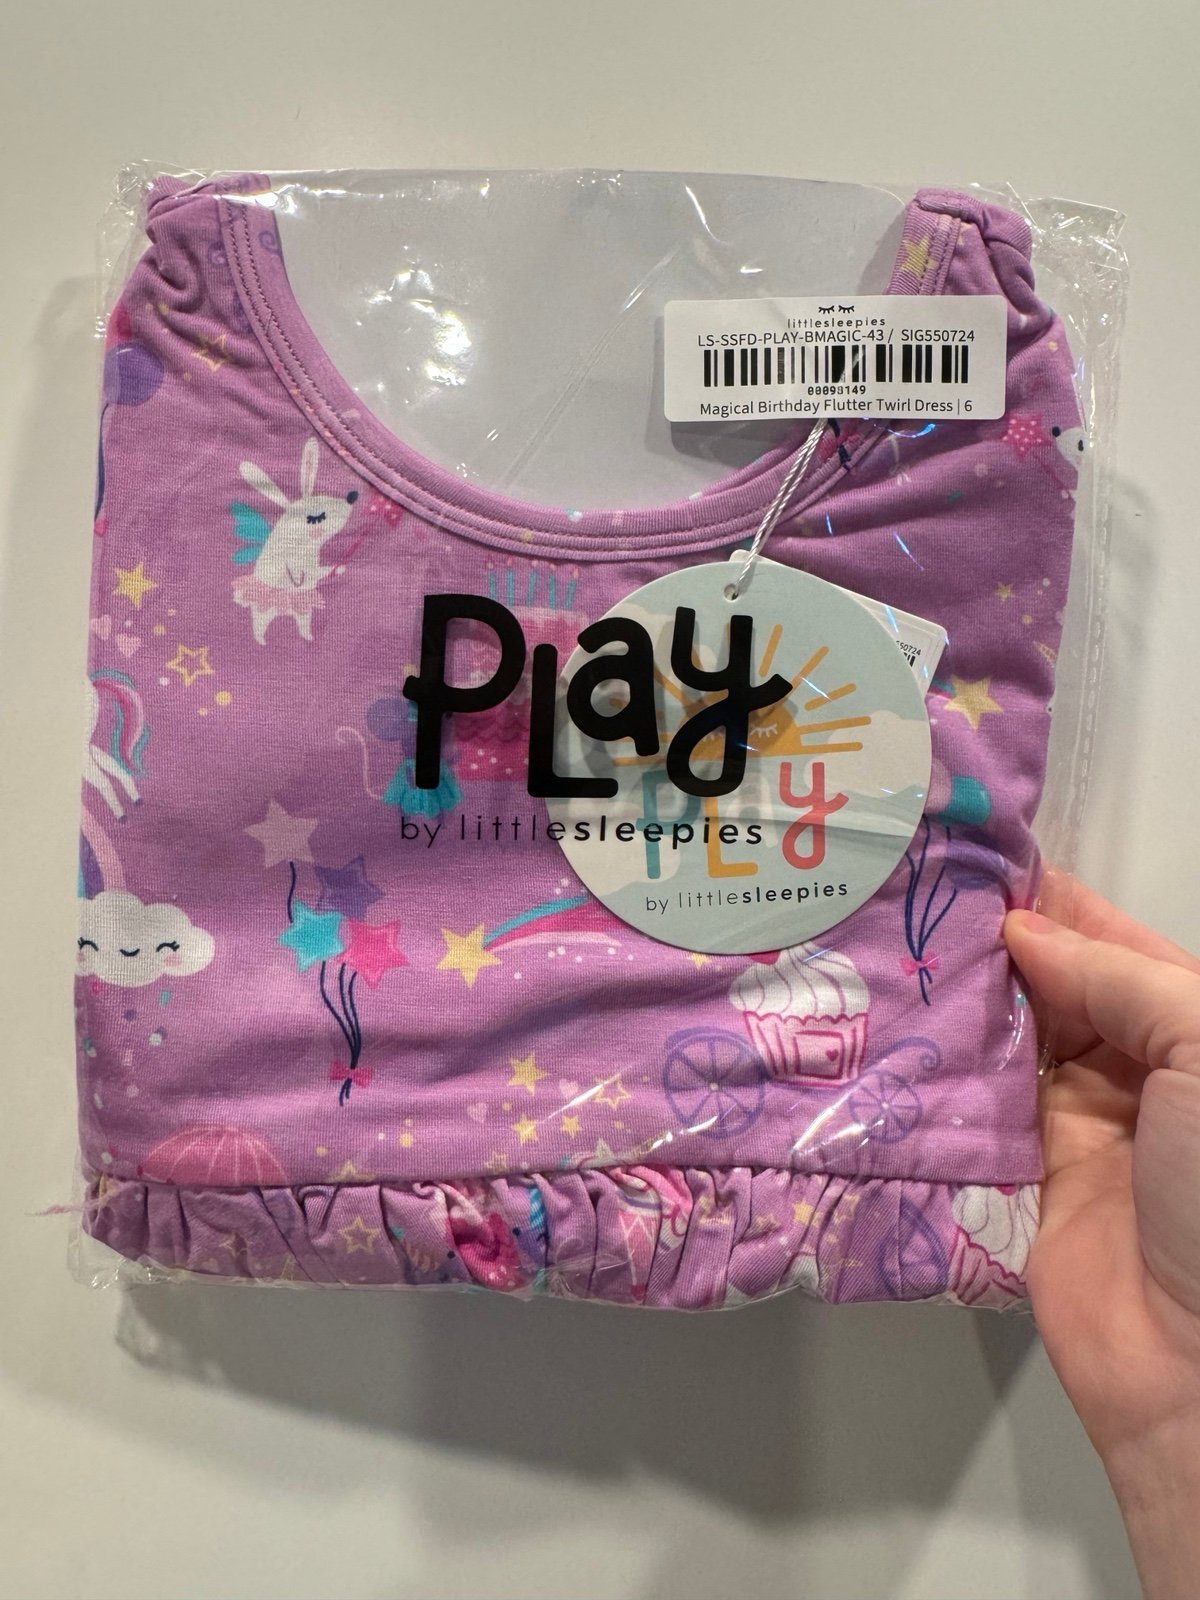 littlesleepies
LS-SSFD-PLAY-BMAGIC-43 / SIG550724
00098149
Magical Birthday Flutter Twirl Dress | 6
550724
Play
by littlesleepies
PLay
by littlesleepies